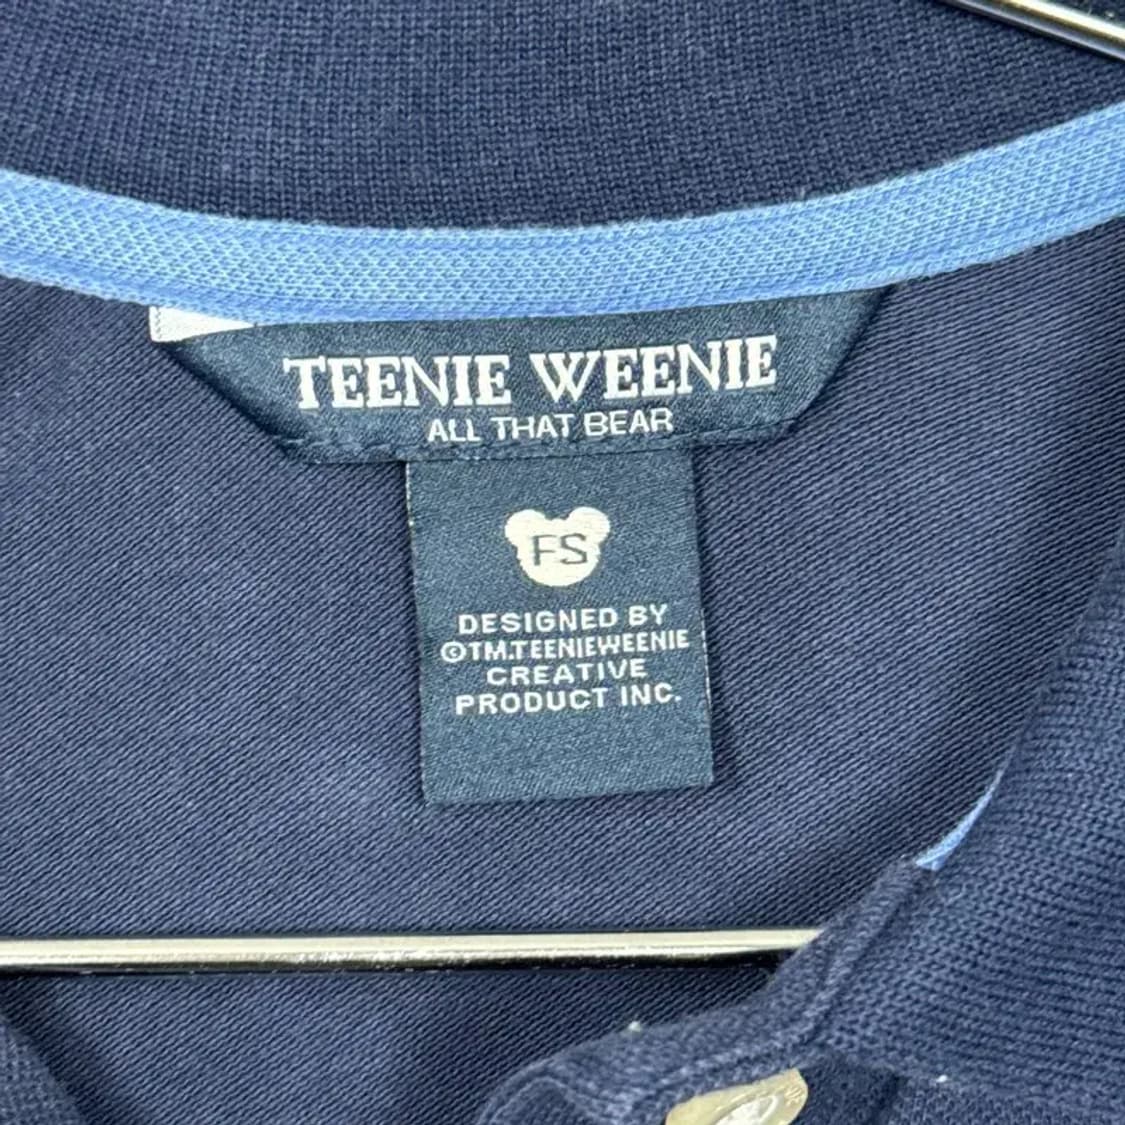 TEENIE WEENIE
ALL THAT BEAR
FS
DESIGNED BY
©TM.TEENIEWEENIE
CREATIVE
PRODUCT INC.